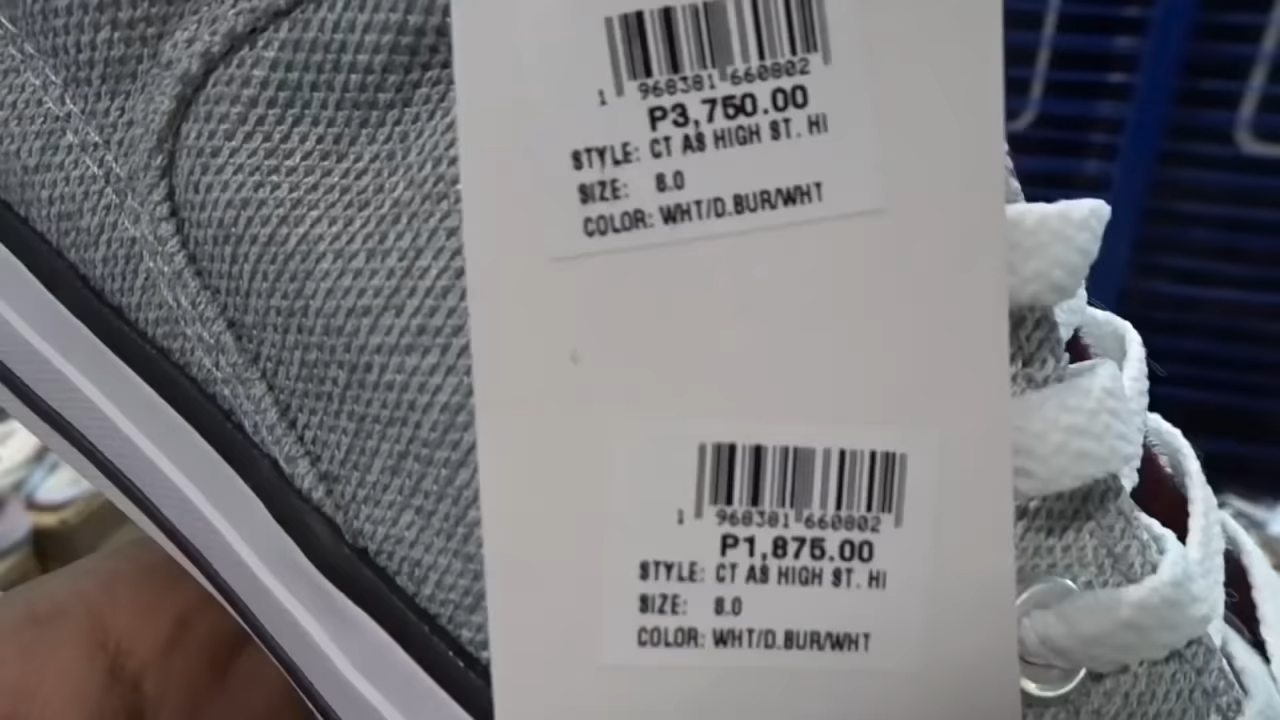 1 968381 660802
P3,750.00
STYLE: CT AS HIGH ST. HI
SIZE: 8.0
COLOR: WHT/D.BUR/WHT
1 968381 660802
P1,875.00
STYLE: CT AS HIGH ST. HI
SIZE: 8.0
COLOR: WHT/D.BUR/WHT